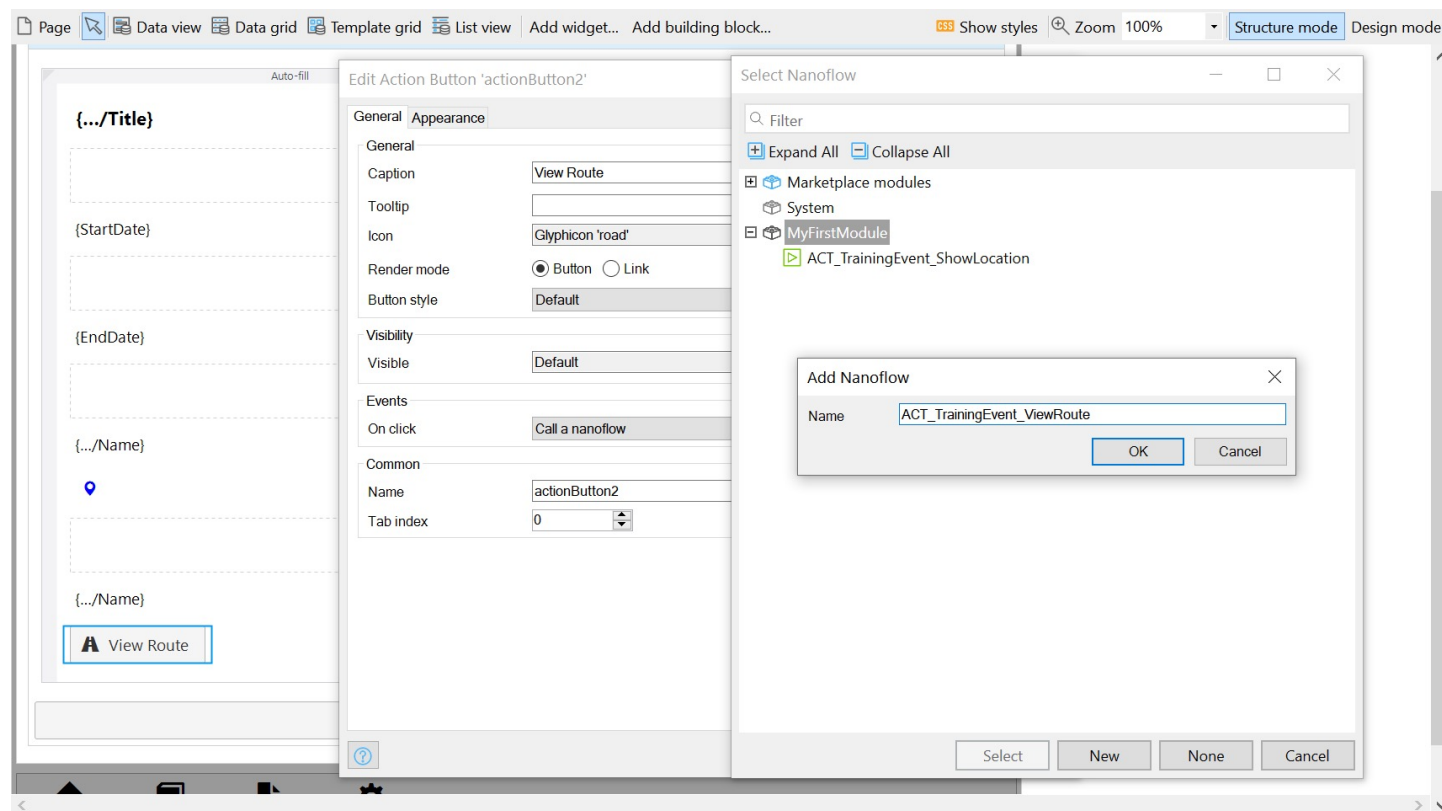 Page Data view Data grid Template grid List view Add widget... Add building block... CSS Show styles Zoom 100% Structure mode Design mode
Auto-fill
{.../Title}
{StartDate}
{EndDate}
{.../Name}
{.../Name}
View Route
Edit Action Button 'actionButton2'
General Appearance
General
Caption View Route
Tooltip
Icon Glyphicon 'road'
Render mode Button Link
Button style Default
Visibility
Visible Default
Events
On click Call a nanoflow
Common
Name actionButton2
Tab index 0
Select Nanoflow
Filter
Expand All Collapse All
Marketplace modules
System
MyFirstModule
ACT_TrainingEvent_ShowLocation
Add Nanoflow
Name ACT_TrainingEvent_ViewRoute
OK Cancel
Select New None Cancel